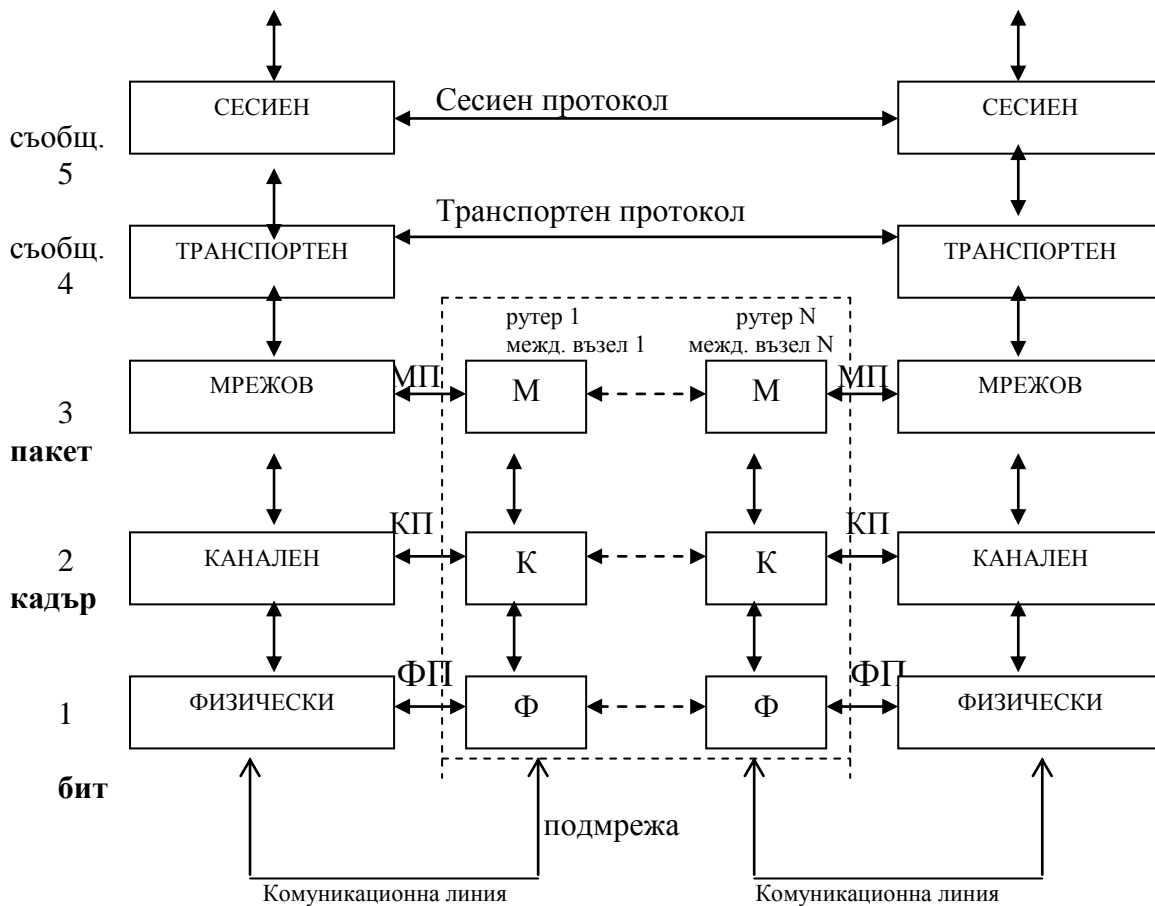 СЕСИЕН
Сесиен протокол
СЕСИЕН
съобщ.
5
ТРАНСПОРТЕН
Транспортен протокол
ТРАНСПОРТЕН
съобщ.
4
рутер 1
межд. възел 1
рутер N
межд. възел N
МРЕЖОВ
МП
М
М
МП
МРЕЖОВ
3
пакет
КАНАЛЕН
КП
К
К
КП
КАНАЛЕН
2
кадър
ФИЗИЧЕСКИ
ФП
Ф
Ф
ФП
ФИЗИЧЕСКИ
1
бит
подмрежа
Комуникационна линия
Комуникационна линия